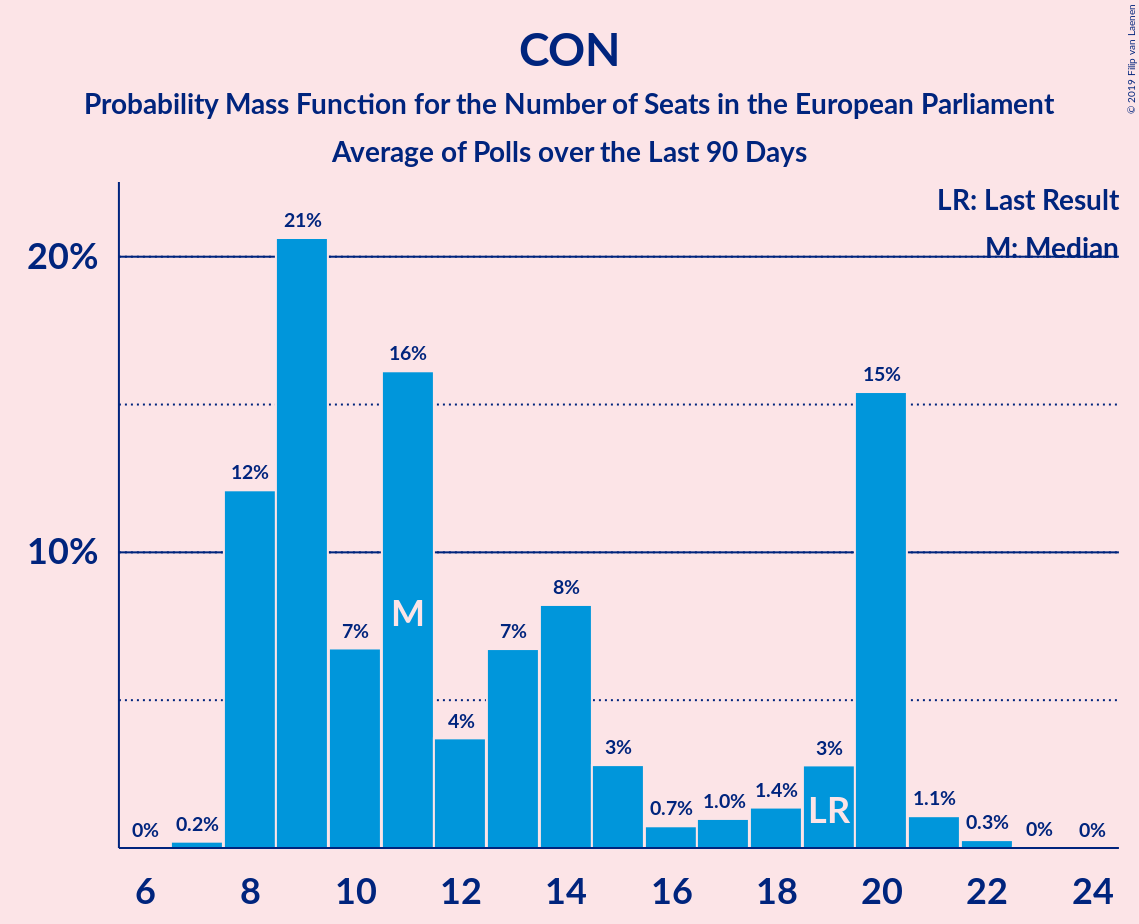 CON
Probability Mass Function for the Number of Seats in the European Parliament
Average of Polls over the Last 90 Days
© 2019 Filip van Laenen
LR: Last Result
M: Median
20%
10%
0%
0.2%
12%
21%
7%
16%
4%
7%
8%
3%
0.7%
1.0%
1.4%
3%
15%
1.1%
0.3%
0%
0%
M
LR
6 8 10 12 14 16 18 20 22 24